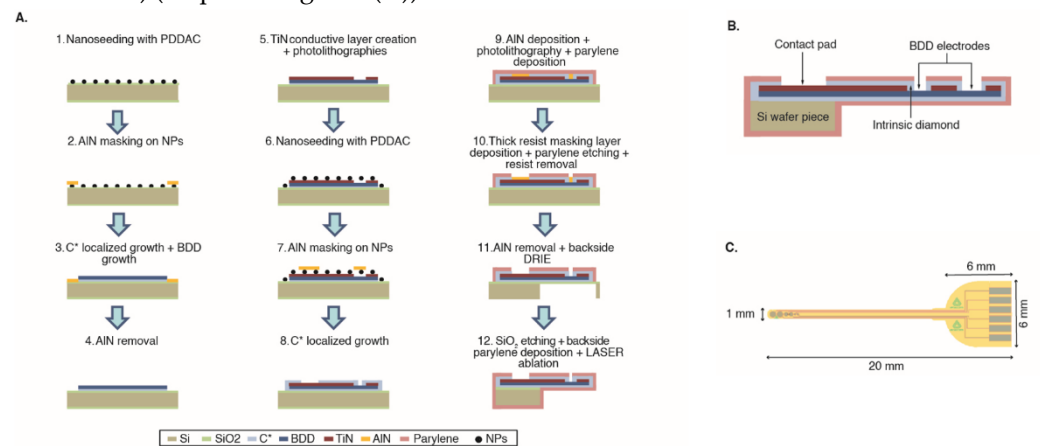 A.
1. Nanoseeding with PDDAC
2. AlN masking on NPs
3. C* localized growth + BDD
growth
4. AlN removal
5. TiN conductive layer creation
+ photolithographies
6. Nanoseeding with PDDAC
7. AlN masking on NPs
8. C* localized growth
9. AlN deposition +
photolithography + parylene
deposition
10. Thick resist masking layer
deposition + parylene etching +
resist removal
11. AlN removal + backside
DRIE
12. SiO2 etching + backside
parylene deposition + LASER
ablation
Si SiO2 C* BDD TiN AlN Parylene NPs
B.
Contact pad
BDD electrodes
Si wafer piece
Intrinsic diamond
C.
6 mm
1 mm
6 mm
20 mm